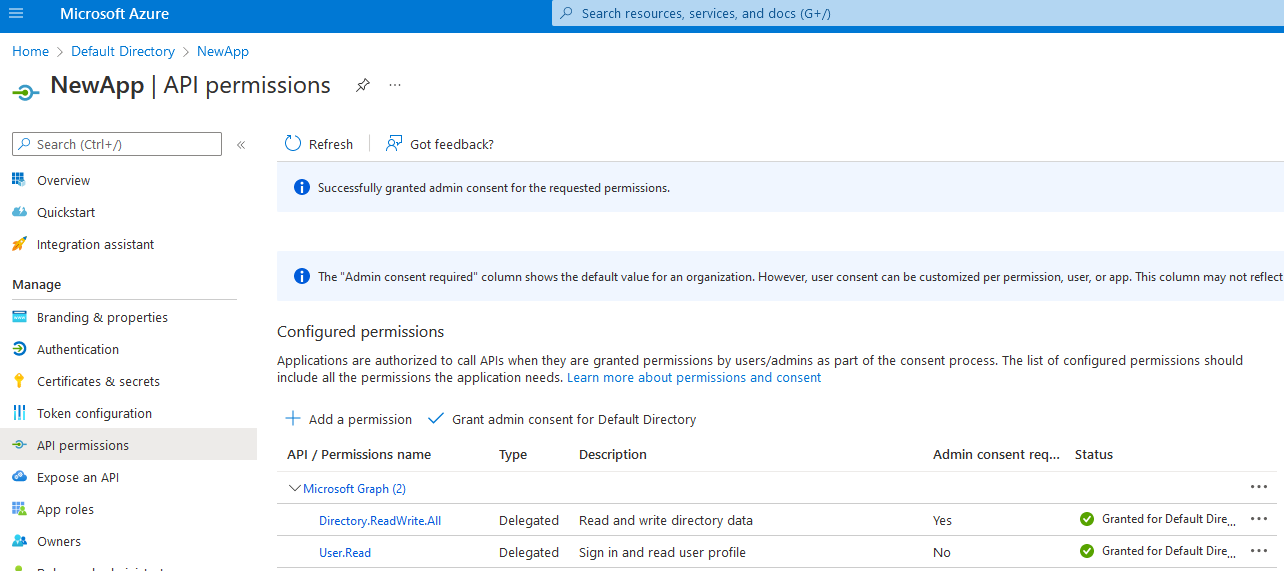 Microsoft Azure
Search resources, services, and docs (G+/)
Home > Default Directory > NewApp
NewApp | API permissions
Search (Ctrl+/)
Overview
Quickstart
Integration assistant
Manage
Branding & properties
Authentication
Certificates & secrets
Token configuration
API permissions
Expose an API
App roles
Owners
Refresh
Got feedback?
Successfully granted admin consent for the requested permissions.
The "Admin consent required" column shows the default value for an organization. However, user consent can be customized per permission, user, or app. This column may not reflect
Configured permissions
Applications are authorized to call APIs when they are granted permissions by users/admins as part of the consent process. The list of configured permissions should
include all the permissions the application needs. Learn more about permissions and consent
Add a permission
Grant admin consent for Default Directory
API / Permissions name Type Description Admin consent req... Status
Microsoft Graph (2)
Directory.ReadWrite.All Delegated Read and write directory data Yes Granted for Default Dire...
User.Read Delegated Sign in and read user profile No Granted for Default Dire...